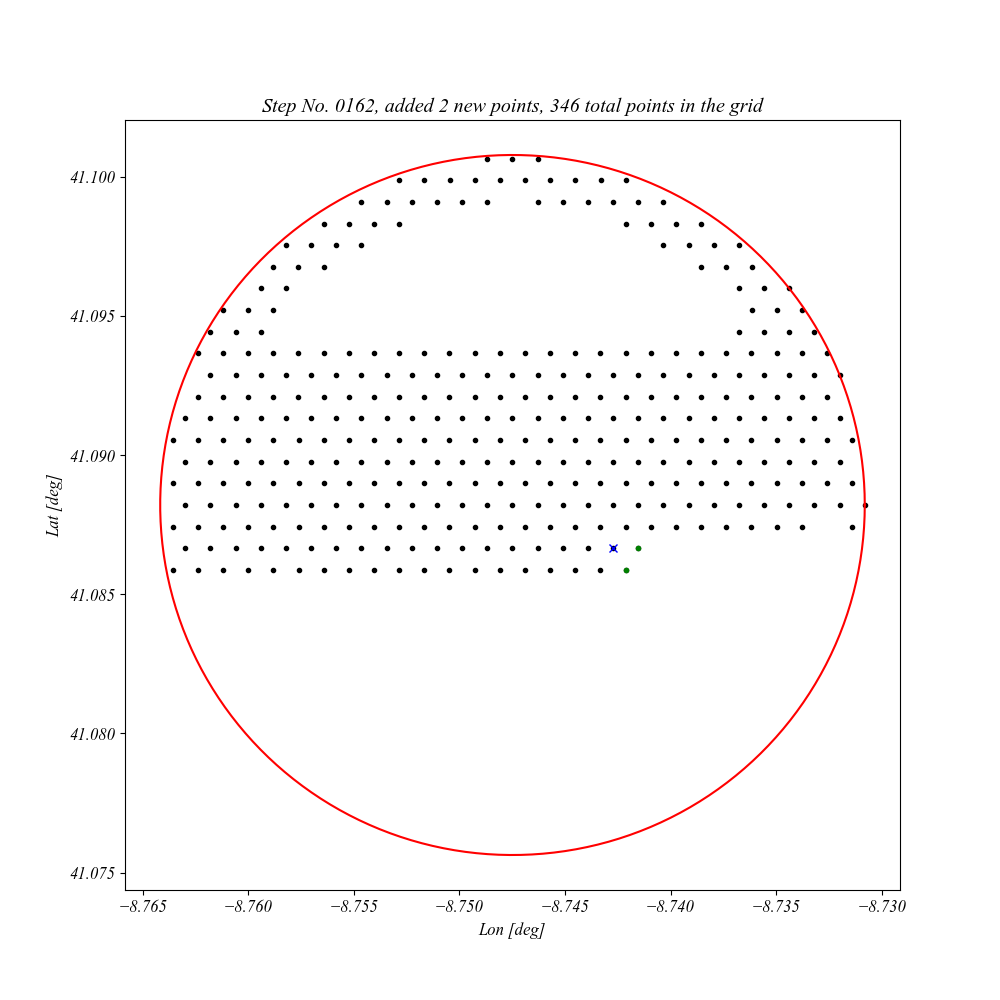 Step No. 0162, added 2 new points, 346 total points in the grid
41.100
41.095
41.090
41.085
41.080
41.075
Lat [deg]
−8.765 −8.760 −8.755 −8.750 −8.745 −8.740 −8.735 −8.730
Lon [deg]